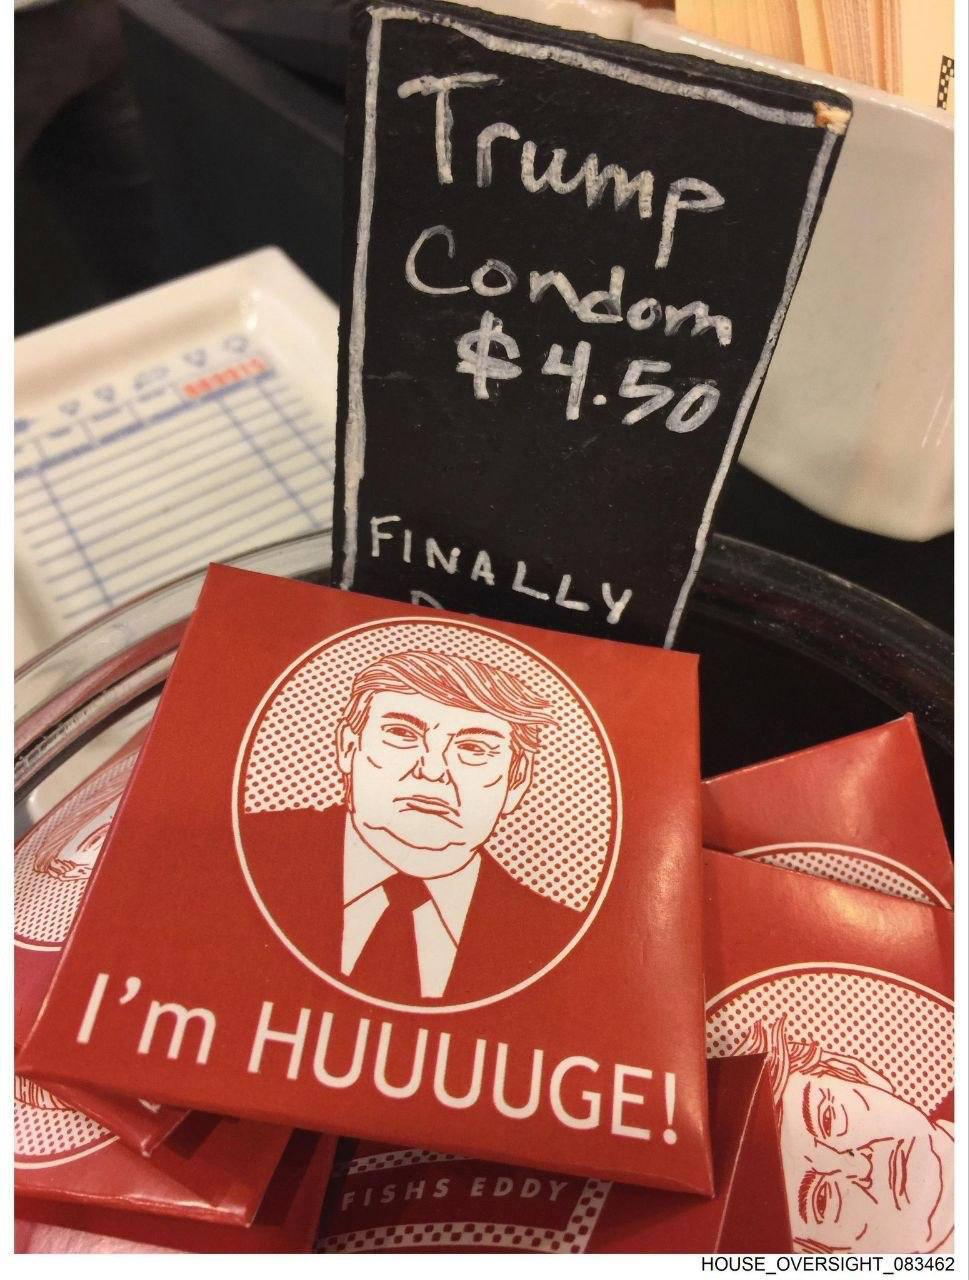 Trump
Condom
$4.50
FINALLY
I'm HUUUUGE!
FISHS EDDY
HOUSE_OVERSIGHT_083462